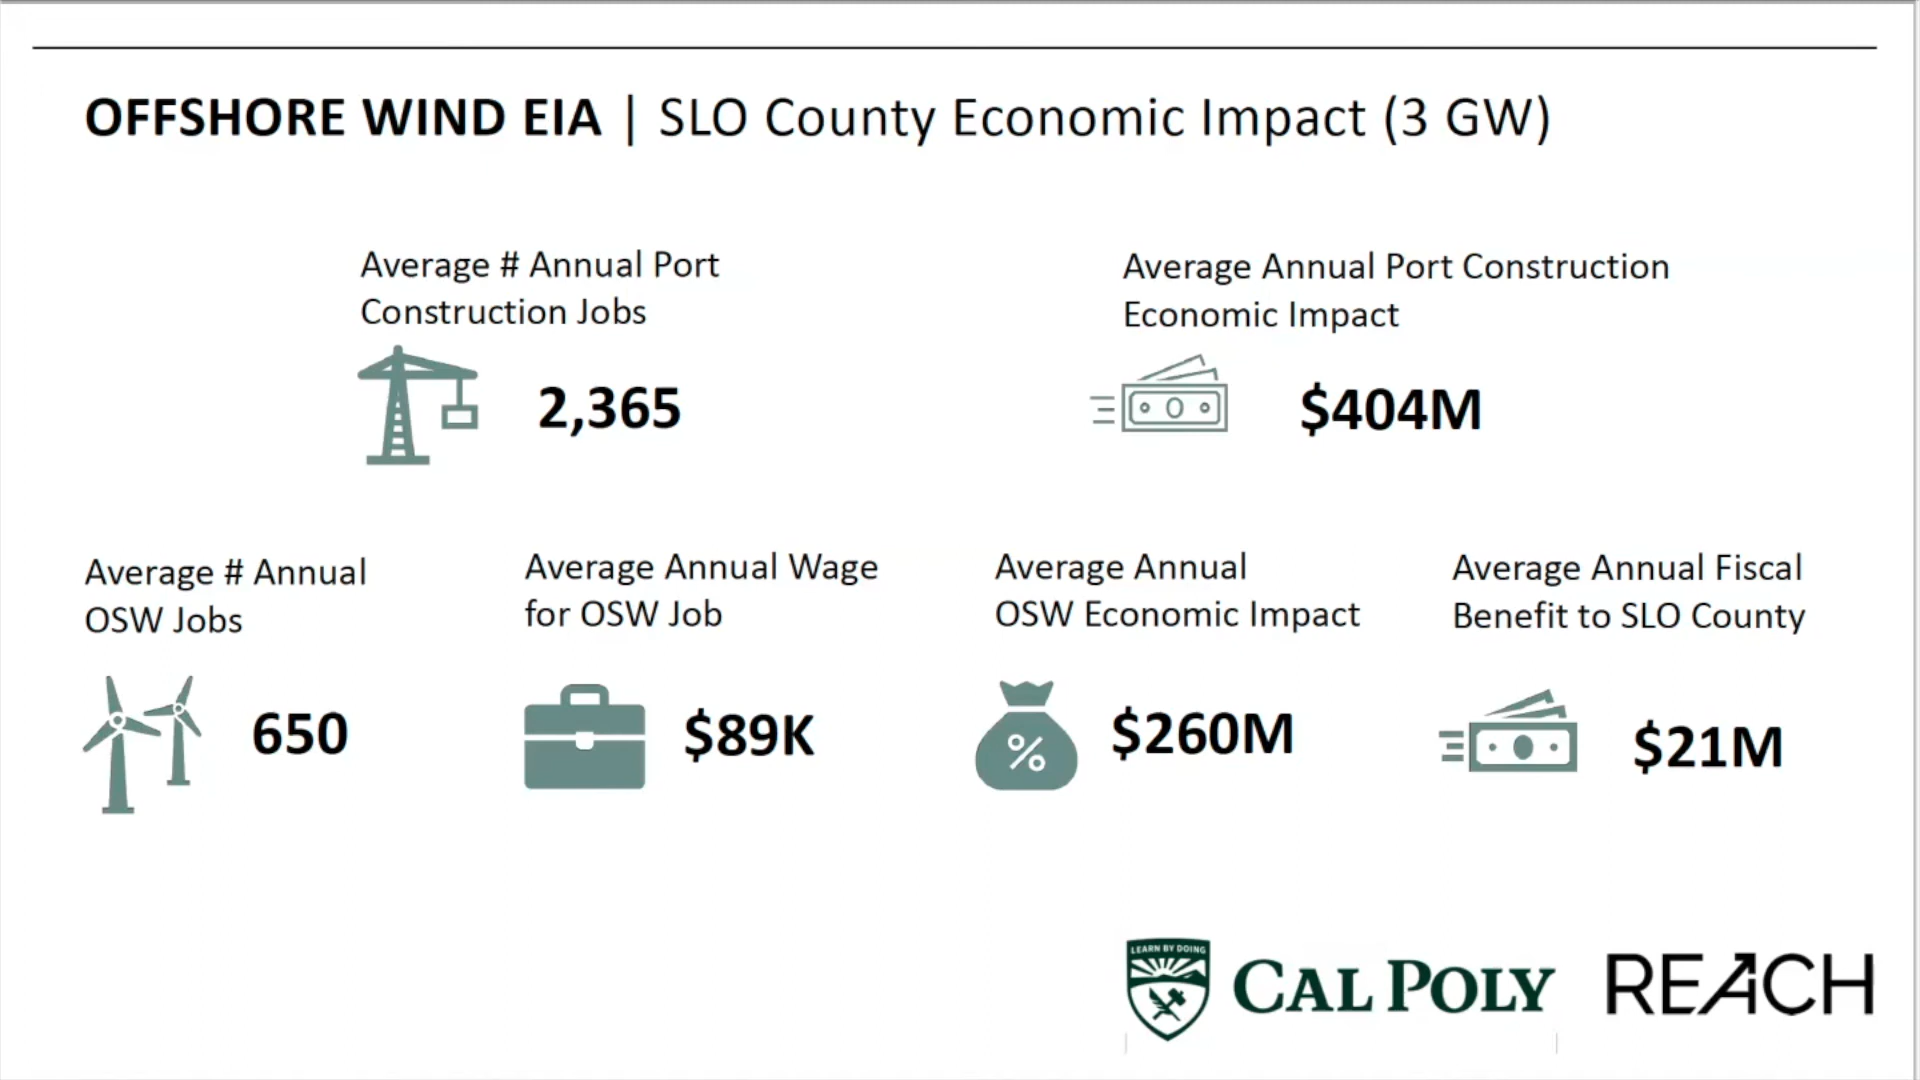 OFFSHORE WIND EIA | SLO County Economic Impact (3 GW)
Average # Annual Port
Construction Jobs
2,365
Average Annual Port Construction
Economic Impact
$404M
Average # Annual
OSW Jobs
650
Average Annual Wage
for OSW Job
$89K
Average Annual
OSW Economic Impact
%
$260M
Average Annual Fiscal
Benefit to SLO County
$21M
LEARN BY DOING
CAL POLY
REACH